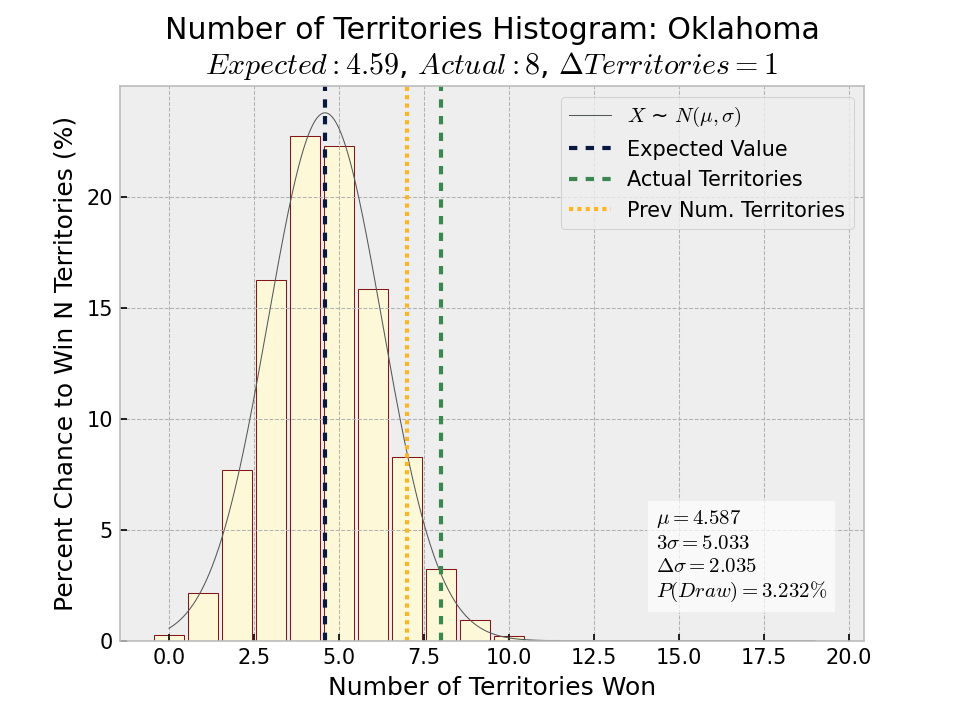 Number of Territories Histogram: Oklahoma
Expected: 4.59, Actual: 8, ΔTerritories = 1
X ~ N(μ, σ)
Expected Value
Actual Territories
Prev Num. Territories
Percent Chance to Win N Territories (%)
20
15
10
5
0
μ = 4.587
3σ = 5.033
Δσ = 2.035
P(Draw) = 3.232%
0.0 2.5 5.0 7.5 10.0 12.5 15.0 17.5 20.0
Number of Territories Won